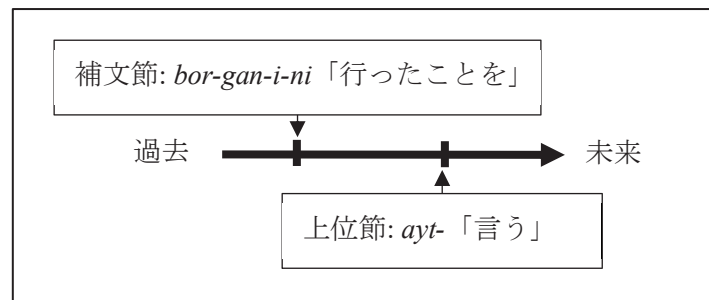 補文節: bor-gan-i-ni「行ったことを」
過去
未来
上位節: ayt-「言う」